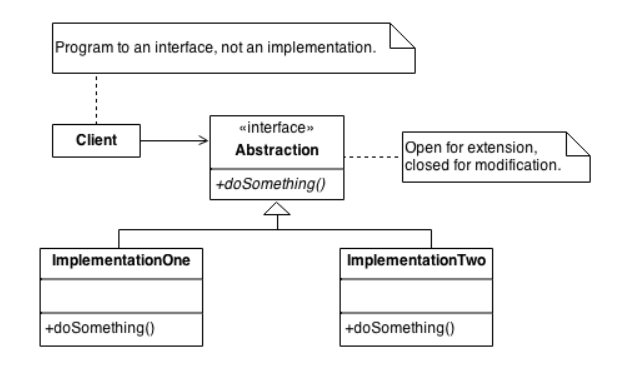 Program to an interface, not an implementation.
Client
«interface»
Abstraction
+doSomething()
Open for extension,
closed for modification.
ImplementationOne
+doSomething()
ImplementationTwo
+doSomething()